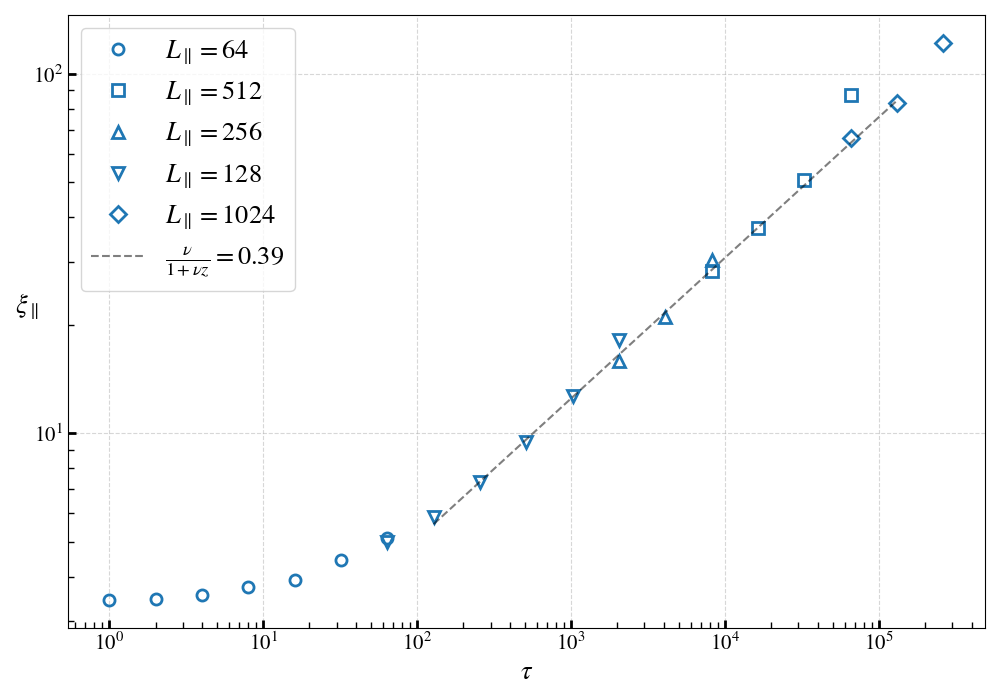 L∥ = 64
L∥ = 512
L∥ = 256
L∥ = 128
L∥ = 1024
ν/(1+νz) = 0.39
10²
10¹
ξ∥
10⁰ 10¹ 10² 10³ 10⁴ 10⁵
τ